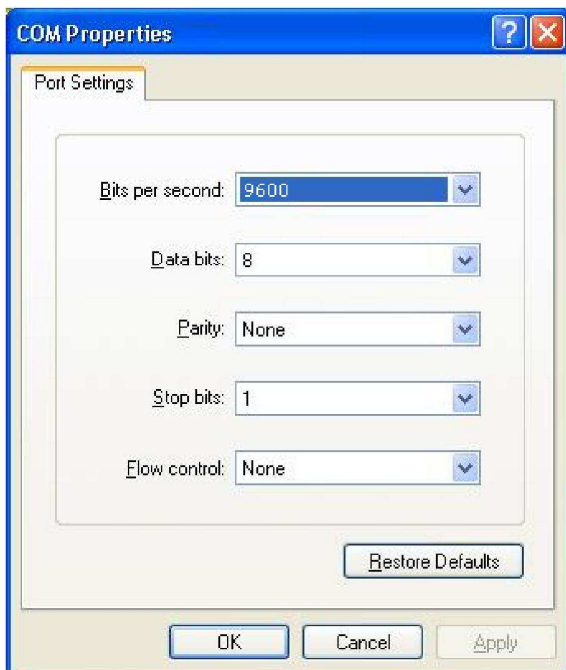 COM Properties
Port Settings
Bits per second: 9600
Data bits: 8
Parity: None
Stop bits: 1
Flow control: None
Restore Defaults
OK Cancel Apply